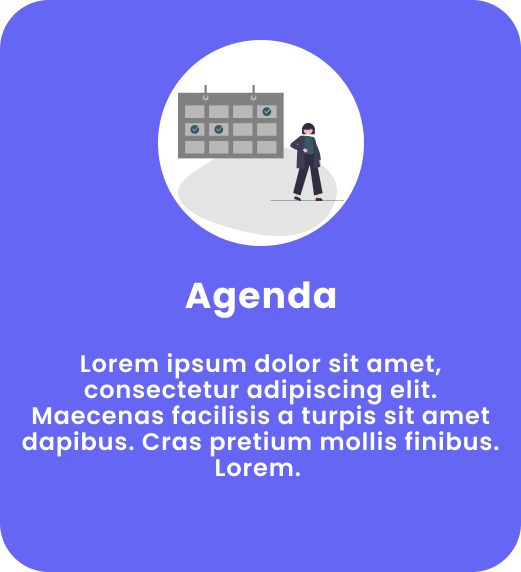 Agenda
Lorem ipsum dolor sit amet,
consectetur adipiscing elit.
Maecenas facilisis a turpis sit amet
dapibus. Cras pretium mollis finibus.
Lorem.